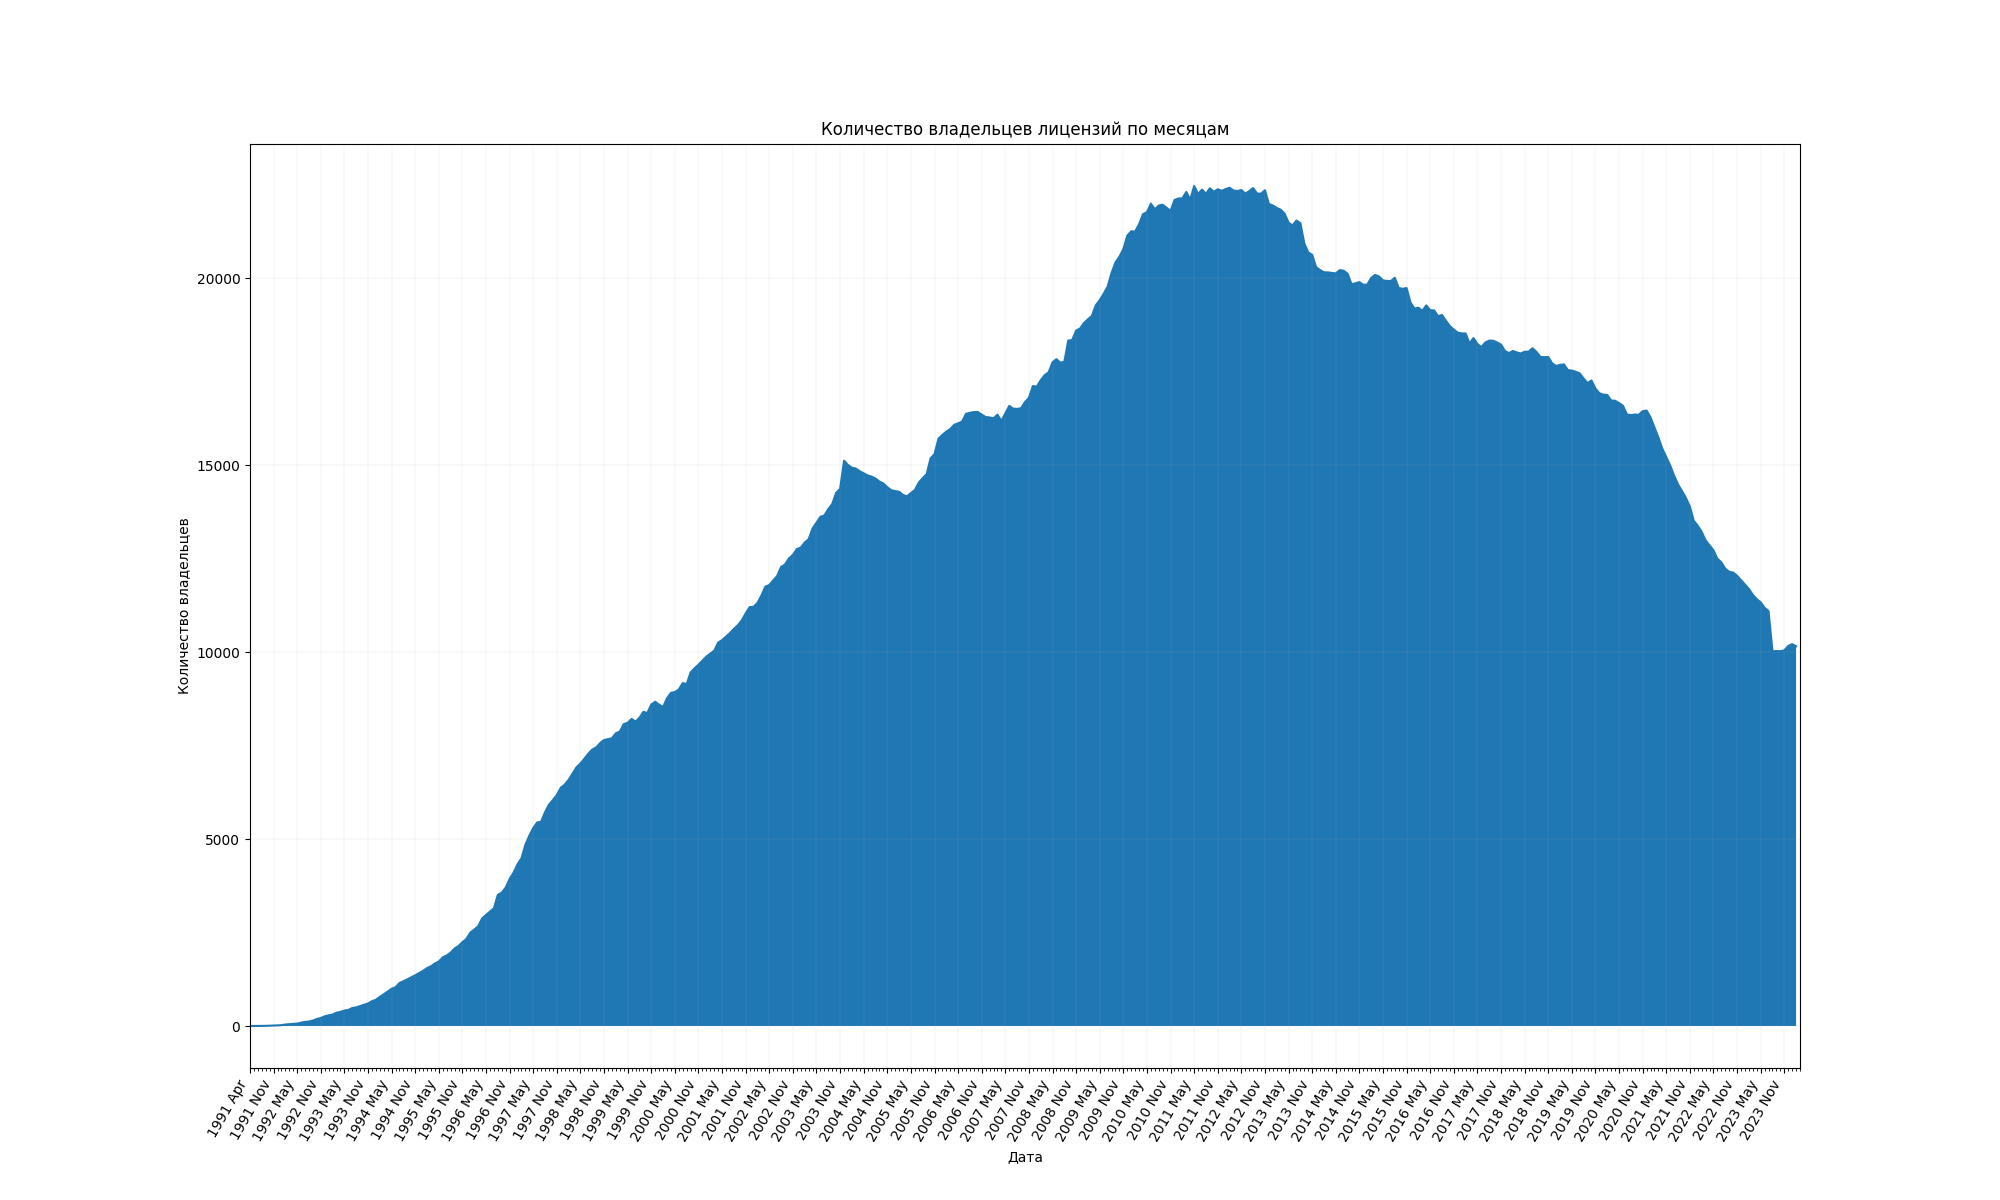 Количество владельцев лицензий по месяцам
Количество владельцев
20000
15000
10000
5000
0
1991 Apr
1991 Nov
1992 May
1992 Nov
1993 May
1993 Nov
1994 May
1994 Nov
1995 May
1995 Nov
1996 May
1996 Nov
1997 May
1997 Nov
1998 May
1998 Nov
1999 May
1999 Nov
2000 May
2000 Nov
2001 May
2001 Nov
2002 May
2002 Nov
2003 May
2003 Nov
2004 May
2004 Nov
2005 May
2005 Nov
2006 May
2006 Nov
2007 May
2007 Nov
2008 May
2008 Nov
2009 May
2009 Nov
2010 May
2010 Nov
2011 May
2011 Nov
2012 May
2012 Nov
2013 May
2013 Nov
2014 May
2014 Nov
2015 May
2015 Nov
2016 May
2016 Nov
2017 May
2017 Nov
2018 May
2018 Nov
2019 May
2019 Nov
2020 May
2020 Nov
2021 May
2021 Nov
2022 May
2022 Nov
2023 May
2023 Nov
Дата